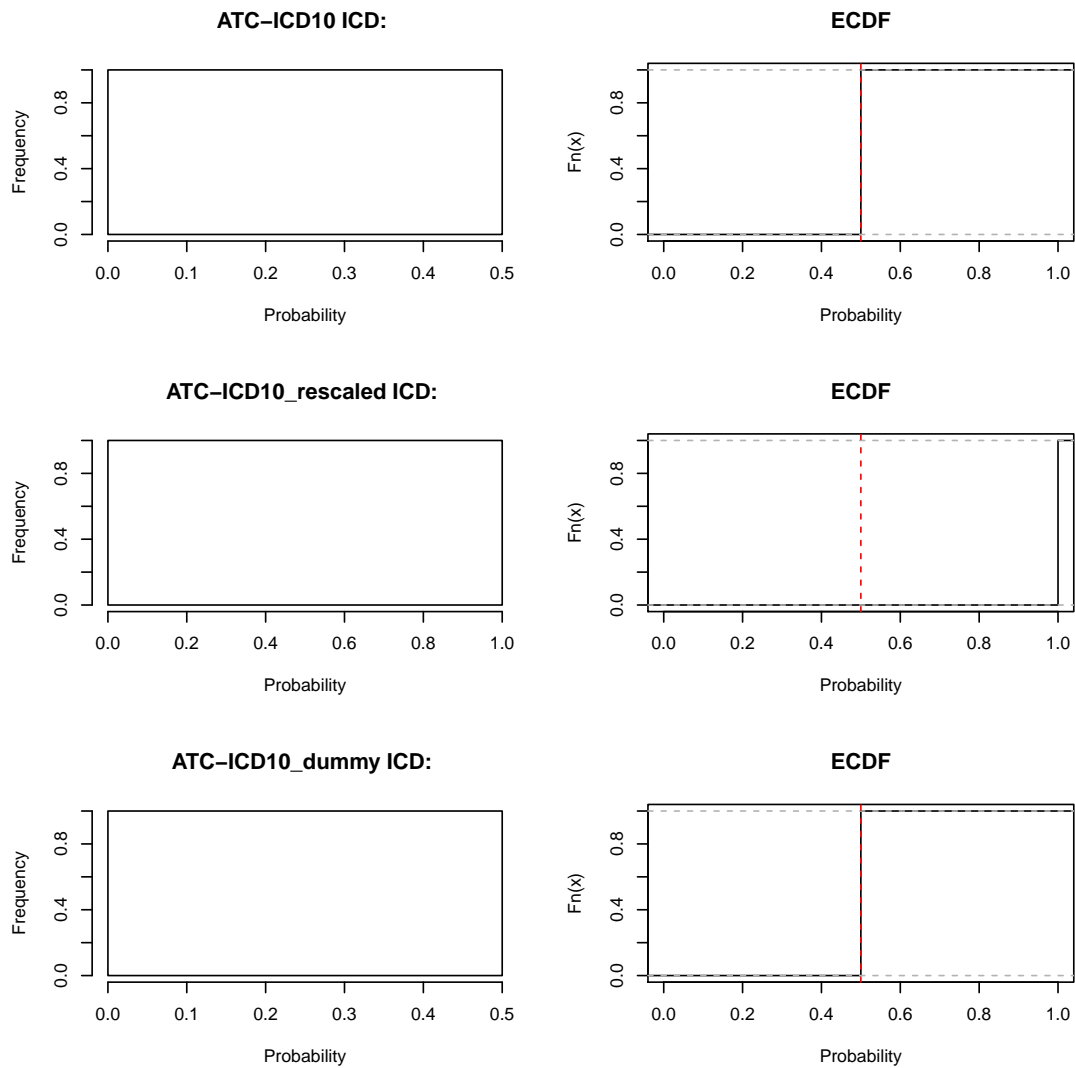 ATC−ICD10 ICD:
Frequency
0.0 0.4 0.8
0.0 0.1 0.2 0.3 0.4 0.5
Probability
ECDF
Fn(x)
0.0 0.4 0.8
0.0 0.2 0.4 0.6 0.8 1.0
Probability
ATC−ICD10_rescaled ICD:
Frequency
0.0 0.4 0.8
0.0 0.2 0.4 0.6 0.8 1.0
Probability
ECDF
Fn(x)
0.0 0.4 0.8
0.0 0.2 0.4 0.6 0.8 1.0
Probability
ATC−ICD10_dummy ICD:
Frequency
0.0 0.4 0.8
0.0 0.1 0.2 0.3 0.4 0.5
Probability
ECDF
Fn(x)
0.0 0.4 0.8
0.0 0.2 0.4 0.6 0.8 1.0
Probability